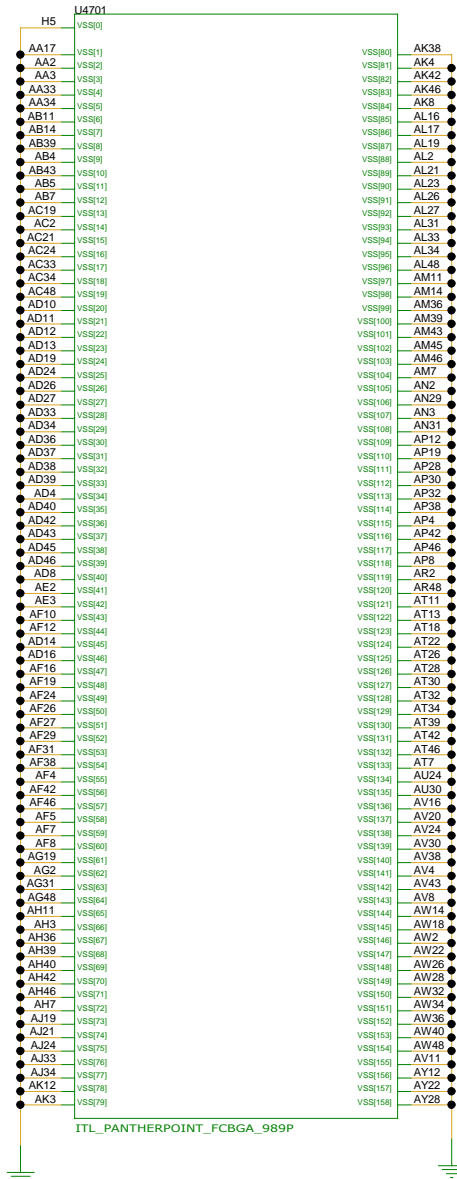 U4701
H5 VSS[0]
AA17 VSS[1] VSS[80] AK38
AA2 VSS[2] VSS[81] AK4
AA3 VSS[3] VSS[82] AK42
AA33 VSS[4] VSS[83] AK46
AA34 VSS[5] VSS[84] AK8
AB11 VSS[6] VSS[85] AL16
AB14 VSS[7] VSS[86] AL17
AB39 VSS[8] VSS[87] AL19
AB4 VSS[9] VSS[88] AL2
AB43 VSS[10] VSS[89] AL21
AB5 VSS[11] VSS[90] AL23
AB7 VSS[12] VSS[91] AL26
AC19 VSS[13] VSS[92] AL27
AC2 VSS[14] VSS[93] AL31
AC21 VSS[15] VSS[94] AL33
AC24 VSS[16] VSS[95] AL34
AC33 VSS[17] VSS[96] AL48
AC34 VSS[18] VSS[97] AM11
AC48 VSS[19] VSS[98] AM14
AD10 VSS[20] VSS[99] AM36
AD11 VSS[21] VSS[100] AM39
AD12 VSS[22] VSS[101] AM43
AD13 VSS[23] VSS[102] AM45
AD19 VSS[24] VSS[103] AM46
AD24 VSS[25] VSS[104] AM7
AD26 VSS[26] VSS[105] AN2
AD27 VSS[27] VSS[106] AN29
AD33 VSS[28] VSS[107] AN3
AD34 VSS[29] VSS[108] AN31
AD36 VSS[30] VSS[109] AP12
AD37 VSS[31] VSS[110] AP19
AD38 VSS[32] VSS[111] AP28
AD39 VSS[33] VSS[112] AP30
AD4 VSS[34] VSS[113] AP32
AD40 VSS[35] VSS[114] AP38
AD42 VSS[36] VSS[115] AP4
AD43 VSS[37] VSS[116] AP42
AD45 VSS[38] VSS[117] AP46
AD46 VSS[39] VSS[118] AP8
AD8 VSS[40] VSS[119] AR2
AE2 VSS[41] VSS[120] AR48
AE3 VSS[42] VSS[121] AT11
AF10 VSS[43] VSS[122] AT13
AF12 VSS[44] VSS[123] AT18
AD14 VSS[45] VSS[124] AT22
AD16 VSS[46] VSS[125] AT26
AF16 VSS[47] VSS[126] AT28
AF19 VSS[48] VSS[127] AT30
AF24 VSS[49] VSS[128] AT32
AF26 VSS[50] VSS[129] AT34
AF27 VSS[51] VSS[130] AT39
AF29 VSS[52] VSS[131] AT42
AF31 VSS[53] VSS[132] AT46
AF38 VSS[54] VSS[133] AT7
AF4 VSS[55] VSS[134] AU24
AF42 VSS[56] VSS[135] AU30
AF46 VSS[57] VSS[136] AV16
AF5 VSS[58] VSS[137] AV20
AF7 VSS[59] VSS[138] AV24
AF8 VSS[60] VSS[139] AV30
AG19 VSS[61] VSS[140] AV38
AG2 VSS[62] VSS[141] AV4
AG31 VSS[63] VSS[142] AV43
AG48 VSS[64] VSS[143] AV8
AH11 VSS[65] VSS[144] AW14
AH3 VSS[66] VSS[145] AW18
AH36 VSS[67] VSS[146] AW2
AH39 VSS[68] VSS[147] AW22
AH40 VSS[69] VSS[148] AW26
AH42 VSS[70] VSS[149] AW28
AH46 VSS[71] VSS[150] AW32
AH7 VSS[72] VSS[151] AW34
AJ19 VSS[73] VSS[152] AW36
AJ21 VSS[74] VSS[153] AW40
AJ24 VSS[75] VSS[154] AW48
AJ33 VSS[76] VSS[155] AV11
AJ34 VSS[77] VSS[156] AY12
AK12 VSS[78] VSS[157] AY22
AK3 VSS[79] VSS[158] AY28
ITL_PANTHERPOINT_FCBGA_989P